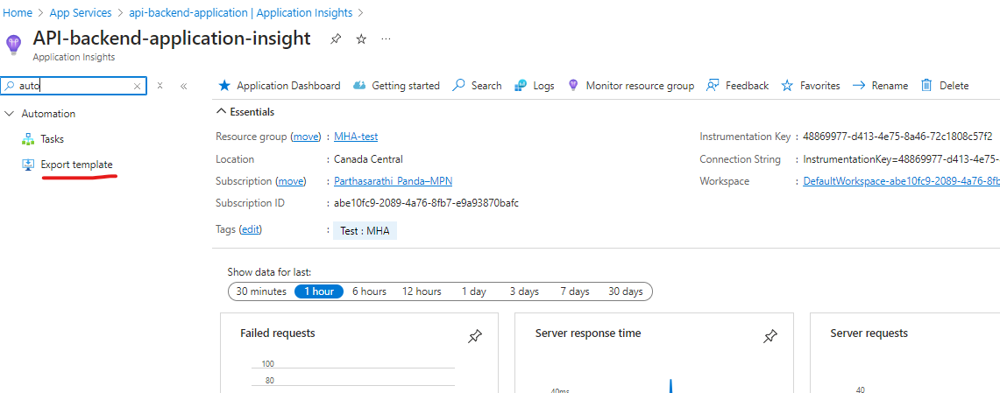 Home > App Services > api-backend-application | Application Insights >
API-backend-application-insight
Application Insights
auto
Application Dashboard Getting started Search Logs Monitor resource group Feedback Favorites Rename Delete
Automation
Essentials
Tasks
Resource group (move) : MHA-test Instrumentation Key : 48869977-d413-4e75-8a46-72c1808c57f2
Export template
Location : Canada Central Connection String : InstrumentationKey=48869977-d413-4e75-
Subscription (move) : Parthasarathi Panda–MPN Workspace : DefaultWorkspace-abe10fc9-2089-4a76-8fb
Subscription ID : abe10fc9-2089-4a76-8fb7-e9a93870bafc
Tags (edit) : Test : MHA
Show data for last:
30 minutes 1 hour 6 hours 12 hours 1 day 3 days 7 days 30 days
Failed requests Server response time Server requests
100
80
40ms 40